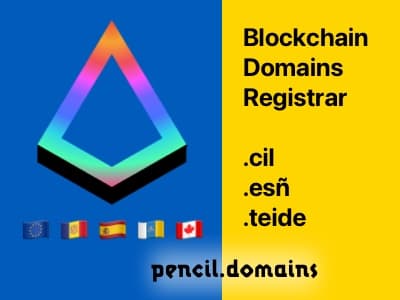 Blockchain
Domains
Registrar
.cil
.esñ
.teide
pencil.domains